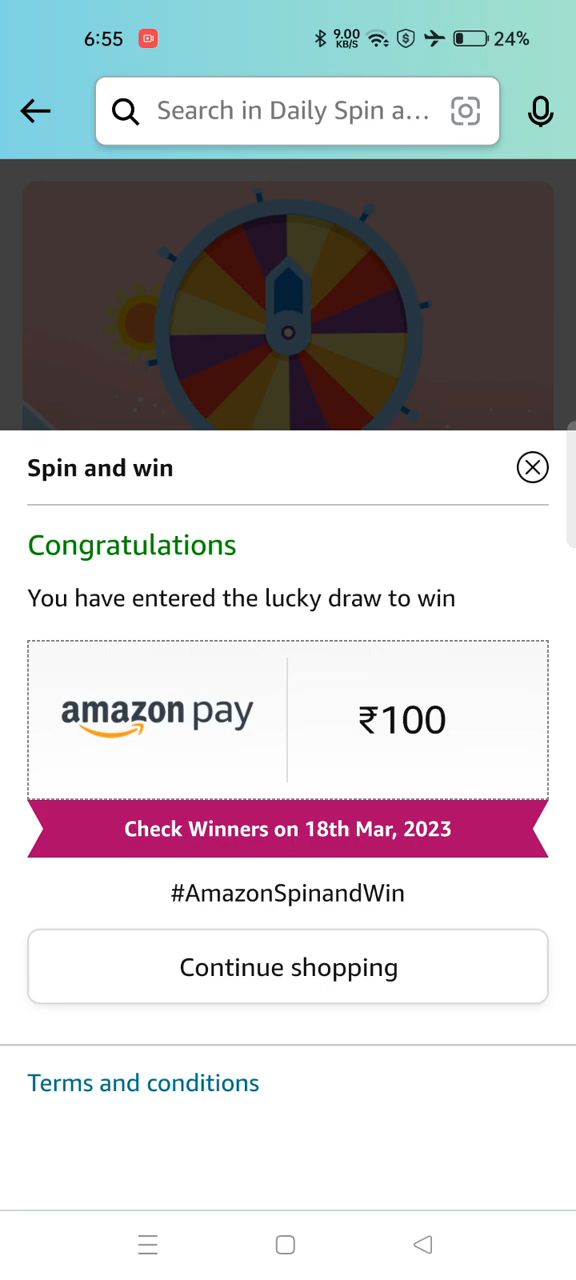 6:55
9.00
KB/S
24%
Search in Daily Spin a...
Spin and win
Congratulations
You have entered the lucky draw to win
amazon pay
₹100
Check Winners on 18th Mar, 2023
#AmazonSpinandWin
Continue shopping
Terms and conditions